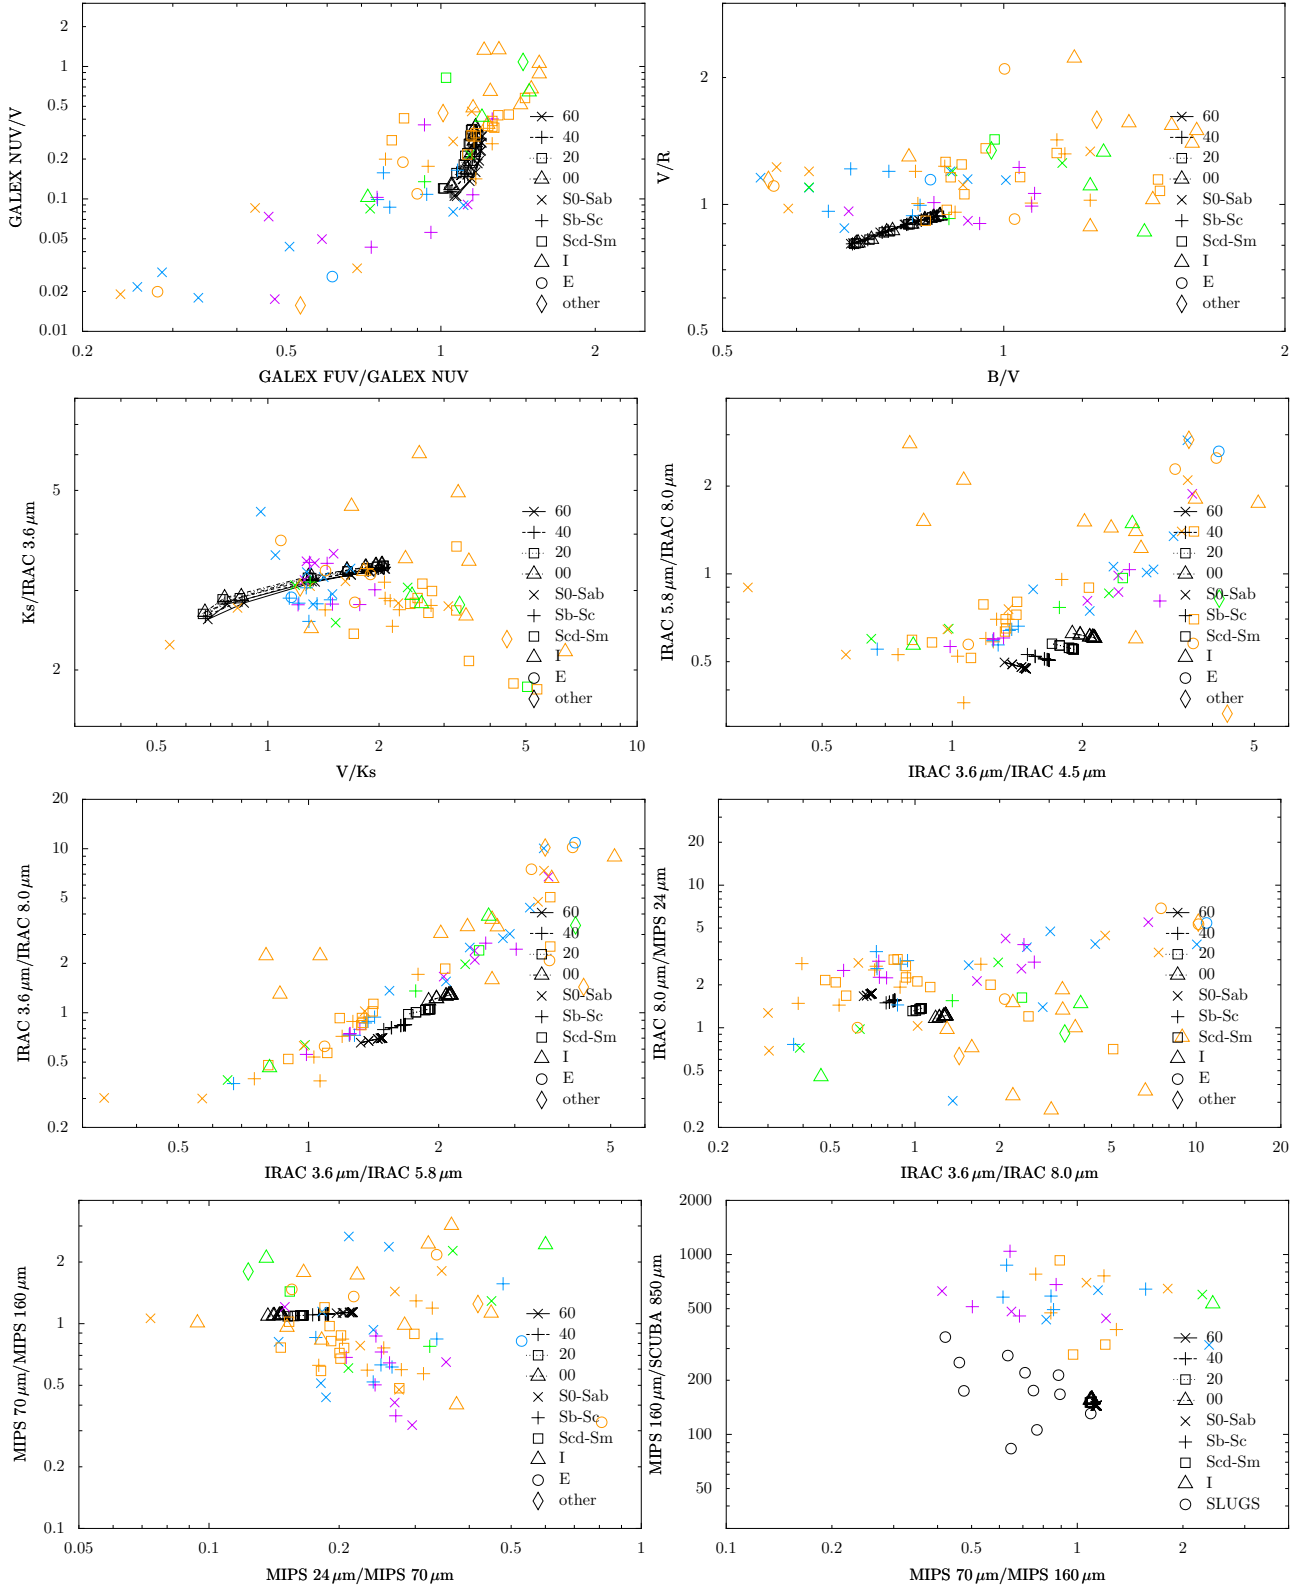 2
1
0.5
0.2
0.1
0.05
0.02
0.01
GALEX NUV/V
0.2
0.5
1
2
GALEX FUV/GALEX NUV
60
40
20
00
S0-Sab
Sb-Sc
Scd-Sm
I
E
other
2
1
0.5
V/R
0.5
1
2
B/V
60
40
20
00
S0-Sab
Sb-Sc
Scd-Sm
I
E
other
5
2
Ks/IRAC 3.6 μm
0.5
1
2
5
10
V/Ks
60
40
20
00
S0-Sab
Sb-Sc
Scd-Sm
I
E
other
2
1
0.5
IRAC 5.8 μm/IRAC 8.0 μm
0.5
1
2
5
IRAC 3.6 μm/IRAC 4.5 μm
60
40
20
00
S0-Sab
Sb-Sc
Scd-Sm
I
E
other
20
10
5
2
1
0.5
0.2
IRAC 3.6 μm/IRAC 8.0 μm
0.5
1
2
5
IRAC 3.6 μm/IRAC 5.8 μm
60
40
20
00
S0-Sab
Sb-Sc
Scd-Sm
I
E
other
20
10
5
2
1
0.5
0.2
IRAC 8.0 μm/MIPS 24 μm
0.2
0.5
1
2
5
10
20
IRAC 3.6 μm/IRAC 8.0 μm
60
40
20
00
S0-Sab
Sb-Sc
Scd-Sm
I
E
other
2
1
0.5
0.2
0.1
MIPS 70 μm/MIPS 160 μm
0.05
0.1
0.2
0.5
1
MIPS 24 μm/MIPS 70 μm
60
40
20
00
S0-Sab
Sb-Sc
Scd-Sm
I
E
other
2000
1000
500
200
100
50
MIPS 160 μm/SCUBA 850 μm
0.1
0.2
0.5
1
2
MIPS 70 μm/MIPS 160 μm
60
40
20
00
S0-Sab
Sb-Sc
Scd-Sm
I
SLUGS